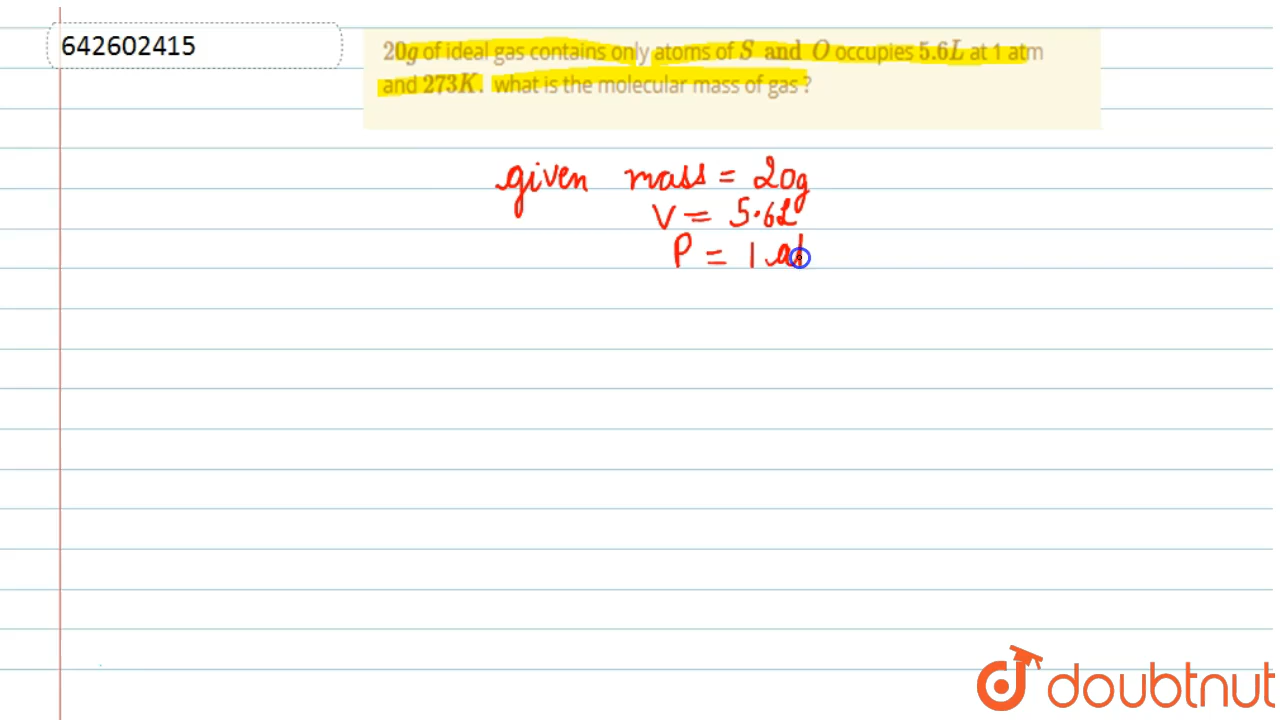 642602415
20g of ideal gas contains only atoms of S and O occupies 5.6L at 1 atm
and 273K. what is the molecular mass of gas ?
given mass = 20g
V = 5.6L
P = 1 at
doubtnut